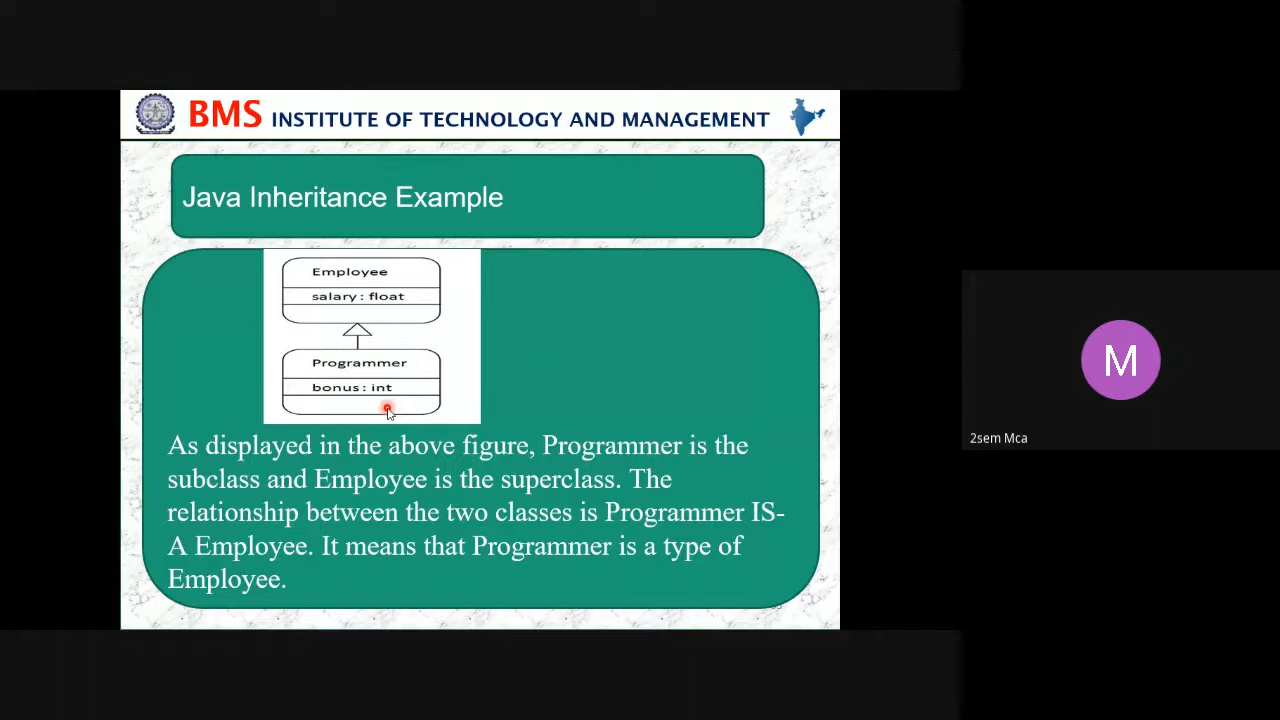 BMS INSTITUTE OF TECHNOLOGY AND MANAGEMENT
Java Inheritance Example
Employee
salary : float
Programmer
bonus : int
As displayed in the above figure, Programmer is the
subclass and Employee is the superclass. The
relationship between the two classes is Programmer IS-
A Employee. It means that Programmer is a type of
Employee.
M
2sem Mca